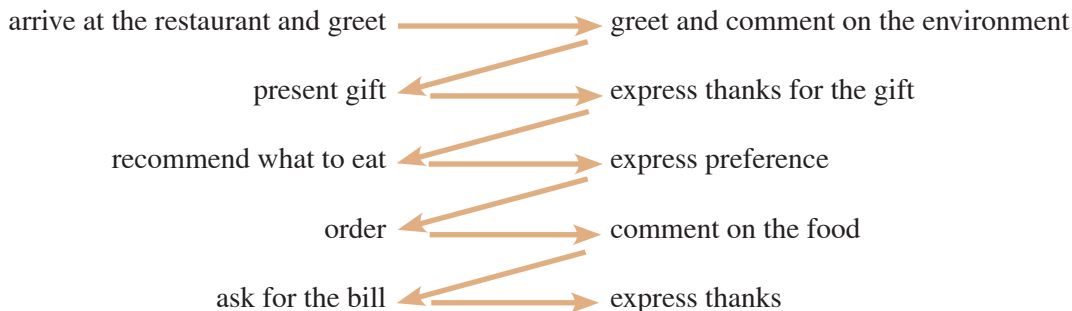 arrive at the restaurant and greet
greet and comment on the environment
present gift
express thanks for the gift
recommend what to eat
express preference
order
comment on the food
ask for the bill
express thanks